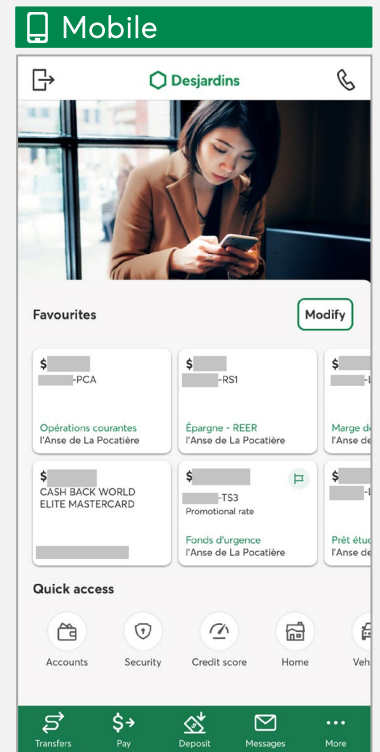 Mobile
Desjardins
Favourites
Modify
$
-PCA
Opérations courantes
l'Anse de La Pocatière
$
-RS1
Épargne - REER
l'Anse de La Pocatière
$
Marge d
l'Anse de
$
CASH BACK WORLD
ELITE MASTERCARD
$
-TS3
Promotional rate
Fonds d'urgence
l'Anse de La Pocatière
$
Prêt étu
l'Anse de
Quick access
Accounts
Security
Credit score
Home
Veh
Transfers
Pay
Deposit
Messages
More